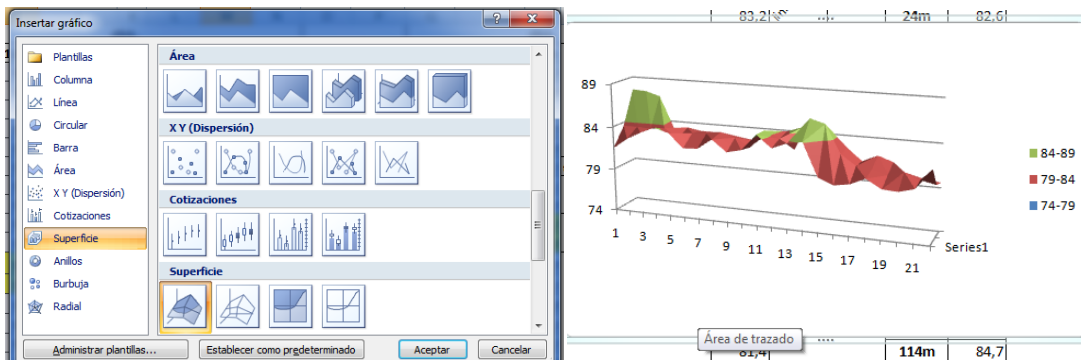 Insertar gráfico
Plantillas
Columna
Línea
Circular
Barra
Área
X Y (Dispersión)
Cotizaciones
Superficie
Anillos
Burbuja
Radial
Área
X Y (Dispersión)
Cotizaciones
Superficie
Administrar plantillas...
Establecer como predeterminado
Aceptar
Cancelar
83,2 24m 82,6
89
84
79
74
1 3 5 7 9 11 13 15 17 19 21
Series1
84-89
79-84
74-79
Área de trazado
81,4 114m 84,7